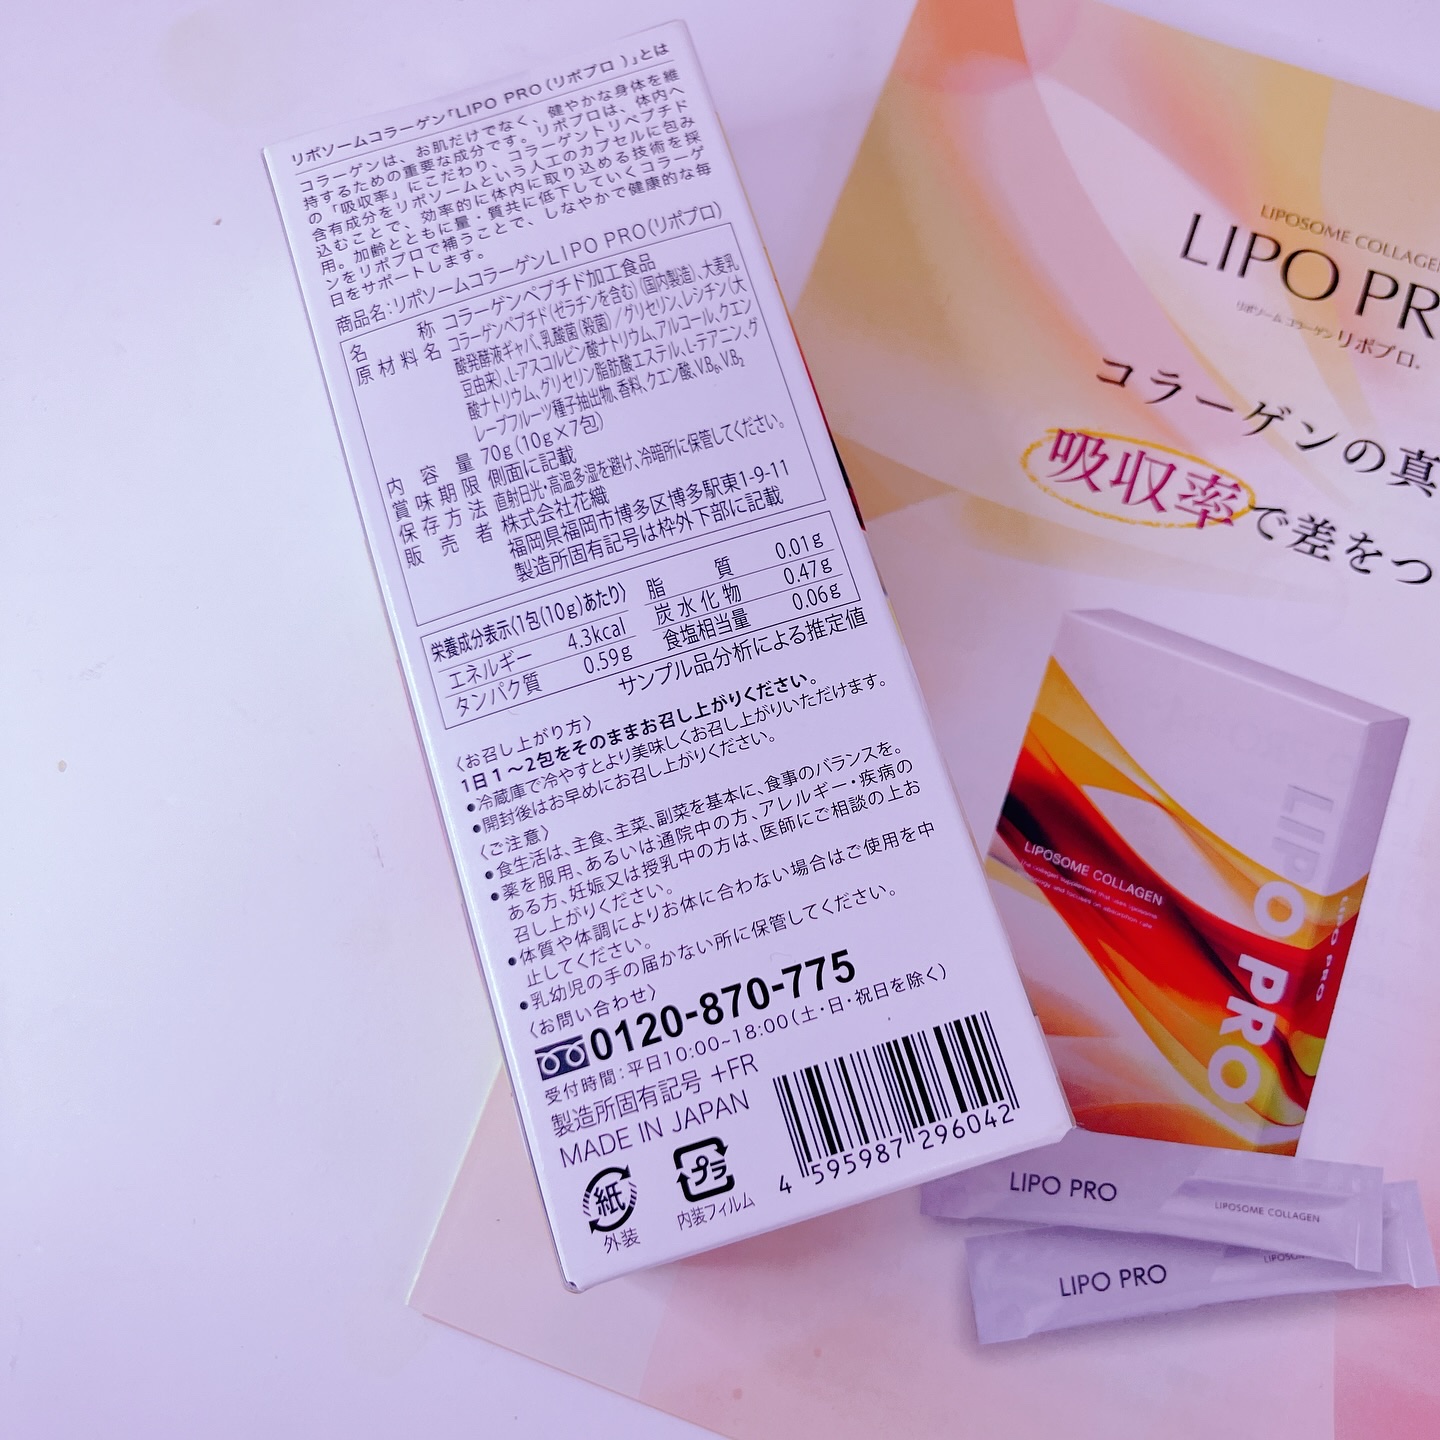 リポソームコラーゲン「LIPO PRO(リポプロ )」とは
コラーゲンは、お肌だけでなく、健やかな身体を維
持するための重要な成分です。リポプロは、体内へ
の「吸収率」にこだわり、コラーゲントリペプチド
含有成分をリポソームという人工のカプセルに包み
込むことで、効率的に体内に取り込める技術を採
用。加齢とともに量・質共に低下していくコラーゲ
ンをリポプロで補うことで、しなやかで健康的な毎
日をサポートします。
商品名:リポソームコラーゲンLIPO PRO(リポプロ)
名称 コラーゲンペプチド加工食品
原材料名 コラーゲンペプチド(ゼラチンを含む)(国内製造)、大麦乳
酸発酵液ギャバ、乳酸菌(殺菌)/グリセリン、レシチン(大
豆由来)、L-アスコルビン酸ナトリウム、アルコール、クエン
酸ナトリウム、グリセリン脂肪酸エステル、L-テアニン、グ
レープフルーツ種子抽出物、香料、クエン酸、V.B₆、V.B₂
内容量 70g(10g×7包)
賞味期限 側面に記載
保存方法 直射日光・高温多湿を避け、冷暗所に保管してください。
販売者 株式会社花織
福岡県福岡市博多区博多駅東1-9-11
製造所固有記号は枠外下部に記載
栄養成分表示〈1包(10g)あたり〉
エネルギー 4.3kcal
タンパク質 0.59g
脂質 0.01g
炭水化物 0.47g
食塩相当量 0.06g
サンプル品分析による推定値
〈お召し上がり方〉
1日1～2包をそのままお召し上がりください。
●冷蔵庫で冷やすとより美味しくお召し上がりいただけます。
●開封後はお早めにお召し上がりください。
〈ご注意〉
●食生活は、主食、主菜、副菜を基本に、食事のバランスを。
●薬を服用、あるいは通院中の方、アレルギー・疾病の
ある方、妊娠又は授乳中の方は、医師にご相談の上お
召し上がりください。
●体質や体調によりお体に合わない場合はご使用を中
止してください。
●乳幼児の手の届かない所に保管してください。
〈お問い合わせ〉
0120-870-775
受付時間:平日10:00~18:00(土・日・祝日を除く)
製造所固有記号 +FR
MADE IN JAPAN
紙
外装
プラ
内装フィルム
4 595987 296042
LIPOSOME COLLAGEN
LIPO PR
リポソーム コラーゲン リポプロ.
コラーゲンの真
吸収率で差をつ
LIPOSOME COLLAGEN
The collagen supplement that uses liposome
technology and focuses on absorption rate
LIPO PRO
LIPO PRO
LIPO PRO
LIPOSOME COLLAGEN
LIPO PRO